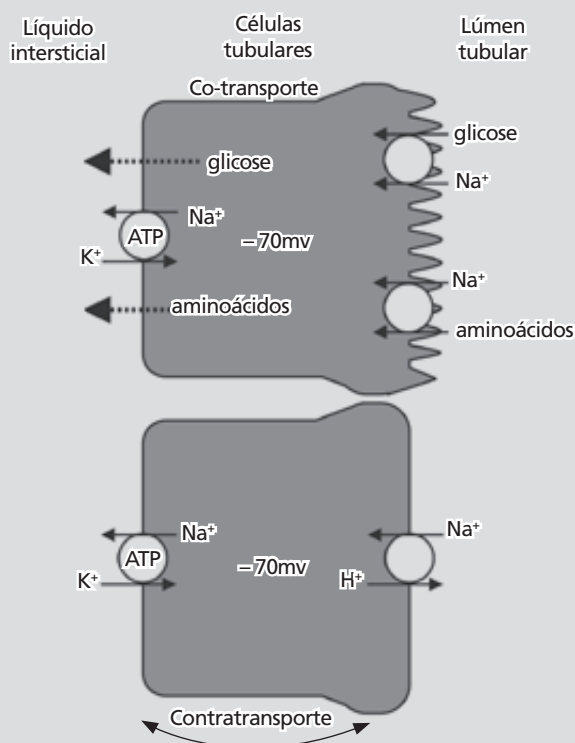 Líquido
intersticial
Células
tubulares
Lúmen
tubular
Co-transporte
glicose
glicose
Na⁺
Na⁺
ATP
– 70mv
K⁺
Na⁺
aminoácidos
aminoácidos
Na⁺
Na⁺
ATP
– 70mv
K⁺
H⁺
Contratransporte